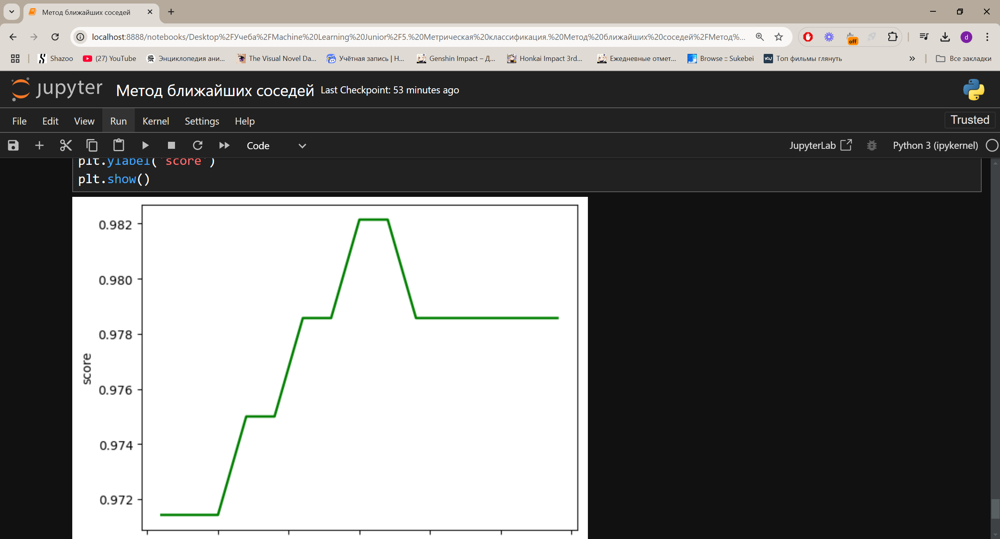 Метод ближайших соседей
localhost:8888/notebooks/Desktop%2FУчеба%2FMachine%20Learning%20Junior%2F5.%20Метрическая%20классификация.%20Метод%20ближайших%20соседей%2FМетод%...
off
d
Shazoo
(27) YouTube
Энциклопедия ани...
The Visual Novel Da...
Учётная запись | H...
Genshin Impact – Д...
Honkai Impact 3rd...
Ежедневные отмет...
Browse :: Sukebei
Топ фильмы глянуть
Все закладки
jupyter Метод ближайших соседей Last Checkpoint: 53 minutes ago
File Edit View Run Kernel Settings Help Trusted
Code JupyterLab Python 3 (ipykernel)
plt.ylabel('score')
plt.show()
0.982
0.980
0.978
0.976
0.974
0.972
score